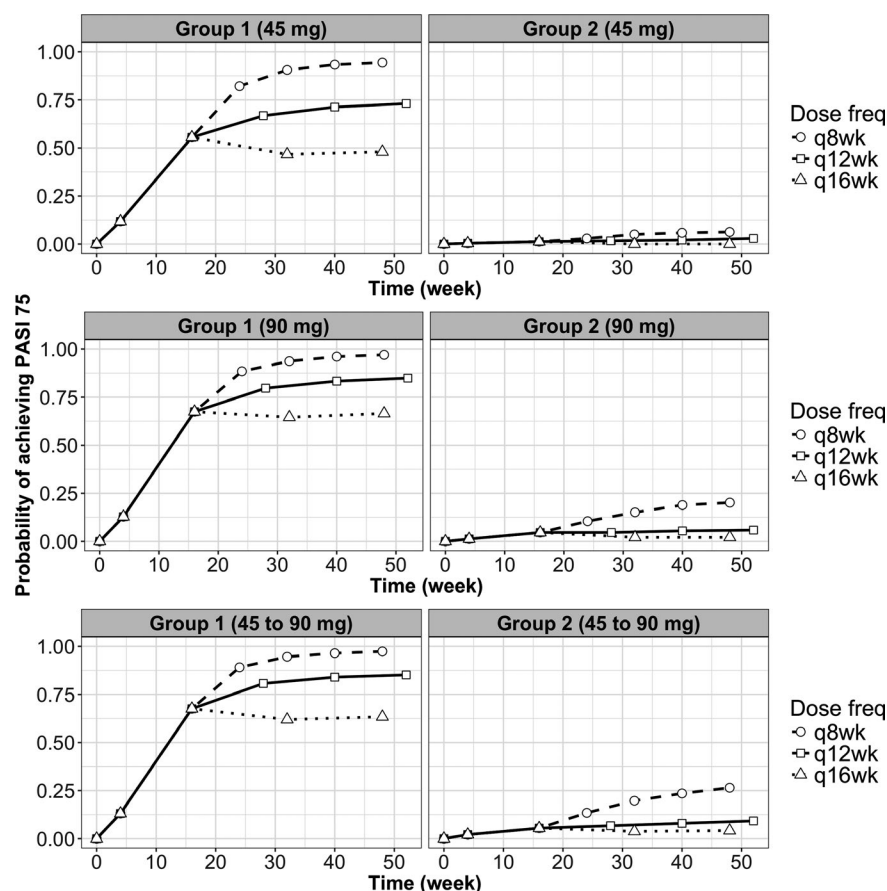 Probability of achieving PASI 75
Group 1 (45 mg)
Group 2 (45 mg)
1.00
0.75
0.50
0.25
0.00
0 10 20 30 40 50
0 10 20 30 40 50
Time (week)
Dose freq
q8wk
q12wk
q16wk
Group 1 (90 mg)
Group 2 (90 mg)
1.00
0.75
0.50
0.25
0.00
0 10 20 30 40 50
0 10 20 30 40 50
Time (week)
Dose freq
q8wk
q12wk
q16wk
Group 1 (45 to 90 mg)
Group 2 (45 to 90 mg)
1.00
0.75
0.50
0.25
0.00
0 10 20 30 40 50
0 10 20 30 40 50
Time (week)
Dose freq
q8wk
q12wk
q16wk